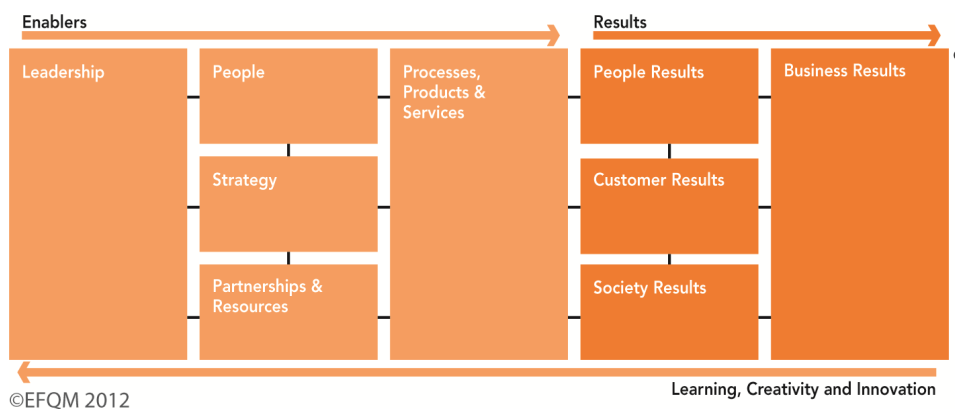 Enablers
Results
Leadership
People
Processes,
Products &
Services
People Results
Business Results
Strategy
Customer Results
Partnerships &
Resources
Society Results
Learning, Creativity and Innovation
©EFQM 2012